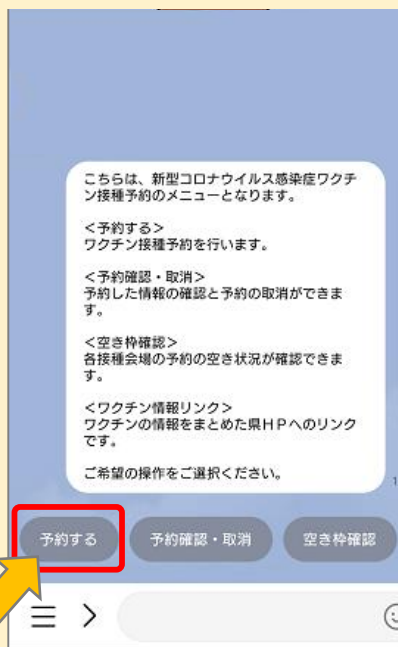 こちらは、新型コロナウイルス感染症ワクチ
ン接種予約のメニューとなります。
<予約する>
ワクチン接種予約を行います。
<予約確認・取消>
予約した情報の確認と予約の取消ができま
す。
<空き枠確認>
各接種会場の予約の空き状況が確認できま
す。
<ワクチン情報リンク>
ワクチンの情報をまとめた県HPへのリンク
です。
ご希望の操作をご選択ください。
予約する
予約確認・取消
空き枠確認